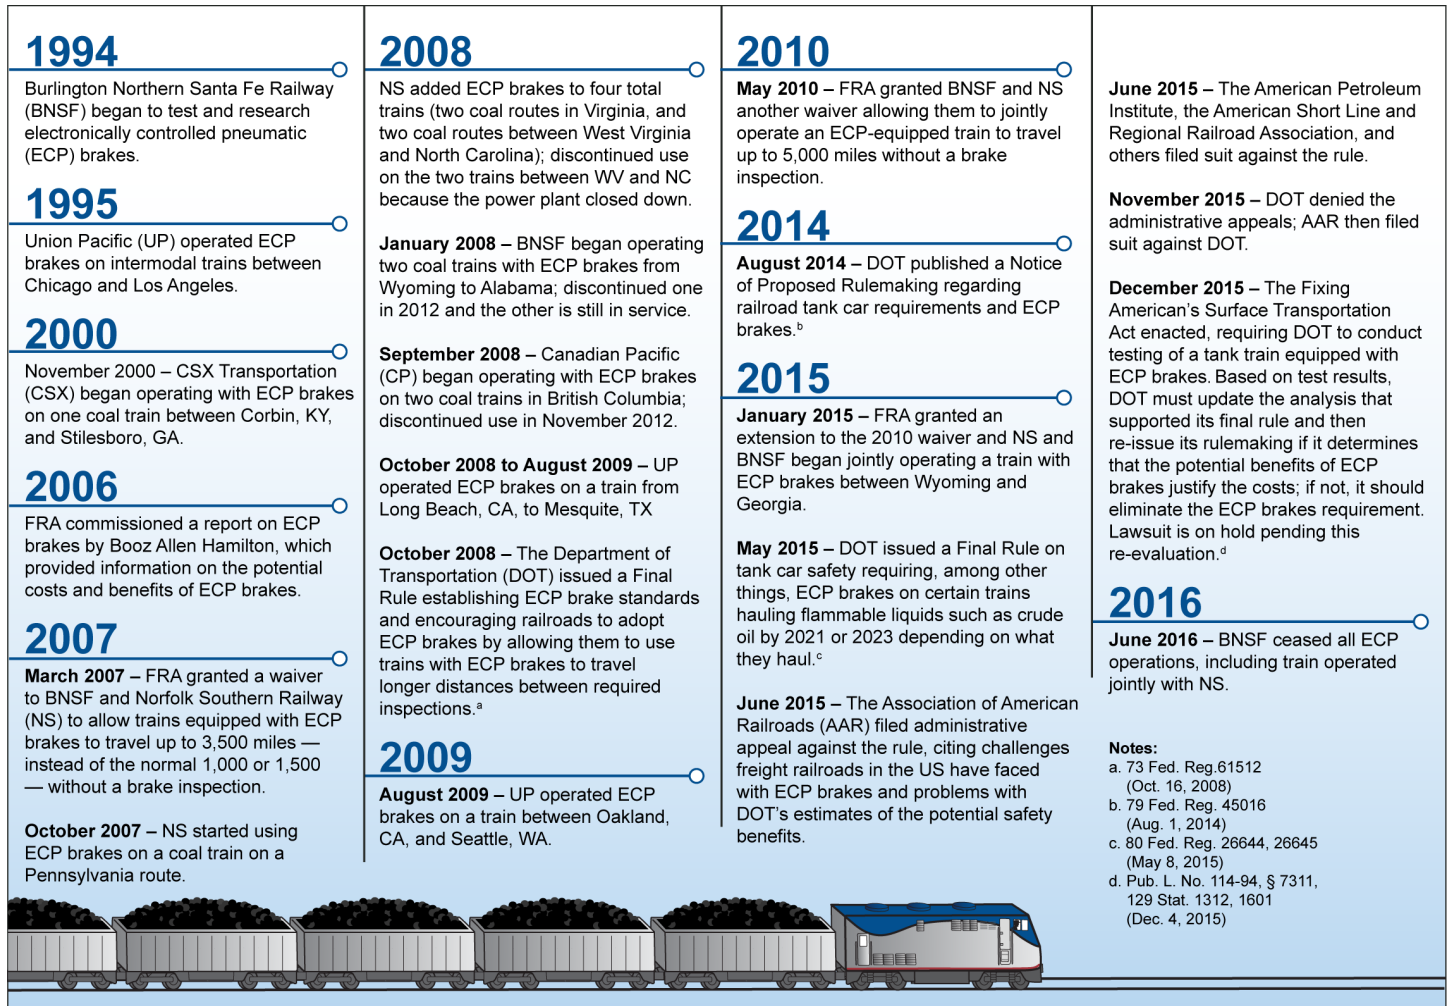 1994
Burlington Northern Santa Fe Railway
(BNSF) began to test and research
electronically controlled pneumatic
(ECP) brakes.
1995
Union Pacific (UP) operated ECP
brakes on intermodal trains between
Chicago and Los Angeles.
2000
November 2000 – CSX Transportation
(CSX) began operating with ECP brakes
on one coal train between Corbin, KY,
and Stilesboro, GA.
2006
FRA commissioned a report on ECP
brakes by Booz Allen Hamilton, which
provided information on the potential
costs and benefits of ECP brakes.
2007
March 2007 – FRA granted a waiver
to BNSF and Norfolk Southern Railway
(NS) to allow trains equipped with ECP
brakes to travel up to 3,500 miles —
instead of the normal 1,000 or 1,500
— without a brake inspection.
October 2007 – NS started using
ECP brakes on a coal train on a
Pennsylvania route.
2008
NS added ECP brakes to four total
trains (two coal routes in Virginia, and
two coal routes between West Virginia
and North Carolina); discontinued use
on the two trains between WV and NC
because the power plant closed down.
January 2008 – BNSF began operating
two coal trains with ECP brakes from
Wyoming to Alabama; discontinued one
in 2012 and the other is still in service.
September 2008 – Canadian Pacific
(CP) began operating with ECP brakes
on two coal trains in British Columbia;
discontinued use in November 2012.
October 2008 to August 2009 – UP
operated ECP brakes on a train from
Long Beach, CA, to Mesquite, TX
October 2008 – The Department of
Transportation (DOT) issued a Final
Rule establishing ECP brake standards
and encouraging railroads to adopt
ECP brakes by allowing them to use
trains with ECP brakes to travel
longer distances between required
inspections.a
2009
August 2009 – UP operated ECP
brakes on a train between Oakland,
CA, and Seattle, WA.
2010
May 2010 – FRA granted BNSF and NS
another waiver allowing them to jointly
operate an ECP-equipped train to travel
up to 5,000 miles without a brake
inspection.
2014
August 2014 – DOT published a Notice
of Proposed Rulemaking regarding
railroad tank car requirements and ECP
brakes.b
2015
January 2015 – FRA granted an
extension to the 2010 waiver and NS and
BNSF began jointly operating a train with
ECP brakes between Wyoming and
Georgia.
May 2015 – DOT issued a Final Rule on
tank car safety requiring, among other
things, ECP brakes on certain trains
hauling flammable liquids such as crude
oil by 2021 or 2023 depending on what
they haul.c
June 2015 – The Association of American
Railroads (AAR) filed administrative
appeal against the rule, citing challenges
freight railroads in the US have faced
with ECP brakes and problems with
DOT's estimates of the potential safety
benefits.
June 2015 – The American Petroleum
Institute, the American Short Line and
Regional Railroad Association, and
others filed suit against the rule.
November 2015 – DOT denied the
administrative appeals; AAR then filed
suit against DOT.
December 2015 – The Fixing
American's Surface Transportation
Act enacted, requiring DOT to conduct
testing of a tank train equipped with
ECP brakes. Based on test results,
DOT must update the analysis that
supported its final rule and then
re-issue its rulemaking if it determines
that the potential benefits of ECP
brakes justify the costs; if not, it should
eliminate the ECP brakes requirement.
Lawsuit is on hold pending this
re-evaluation.d
2016
June 2016 – BNSF ceased all ECP
operations, including train operated
jointly with NS.
Notes:
a. 73 Fed. Reg.61512
(Oct. 16, 2008)
b. 79 Fed. Reg. 45016
(Aug. 1, 2014)
c. 80 Fed. Reg. 26644, 26645
(May 8, 2015)
d. Pub. L. No. 114-94, § 7311,
129 Stat. 1312, 1601
(Dec. 4, 2015)